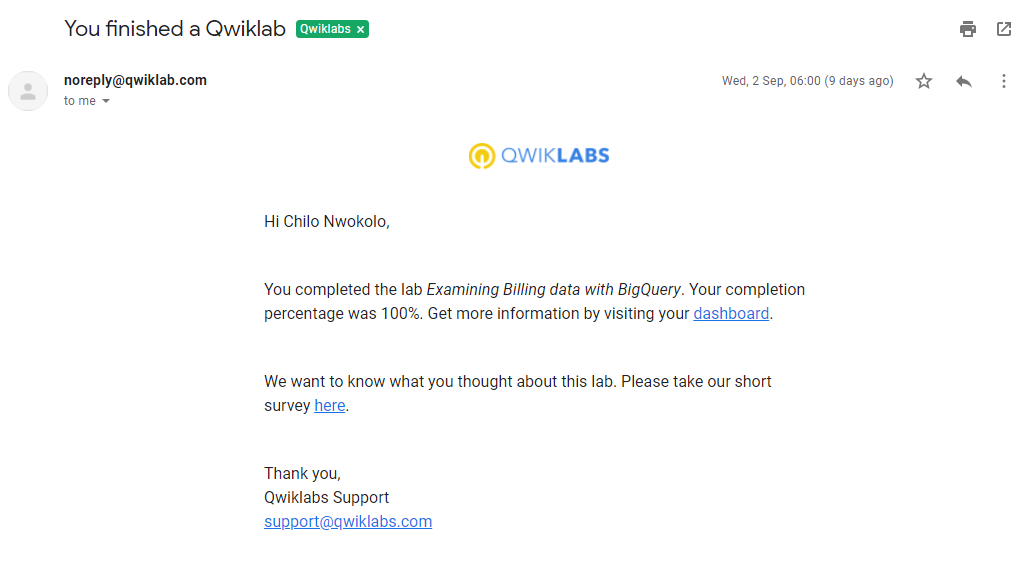 You finished a Qwiklab Qwiklabs x
noreply@qwiklab.com Wed, 2 Sep, 06:00 (9 days ago)
to me
QWIKLABS
Hi Chilo Nwokolo,
You completed the lab Examining Billing data with BigQuery. Your completion
percentage was 100%. Get more information by visiting your dashboard.
We want to know what you thought about this lab. Please take our short
survey here.
Thank you,
Qwiklabs Support
support@qwiklabs.com